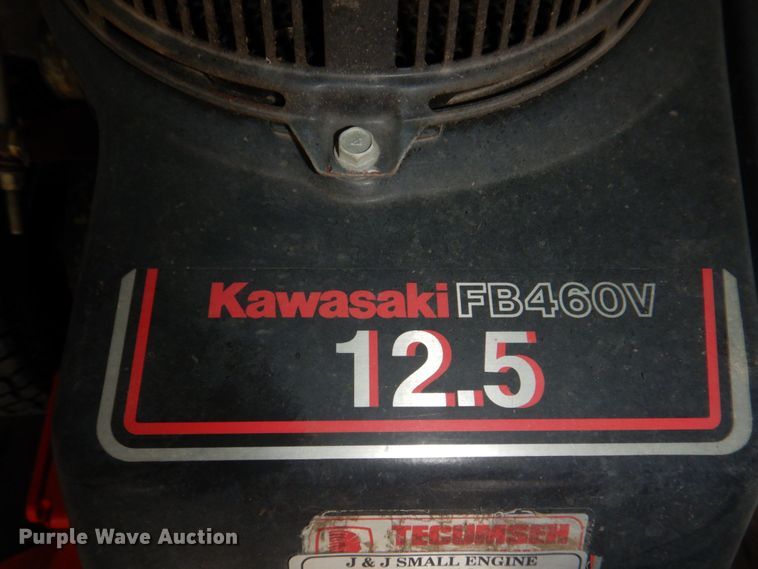 Kawasaki FB460V
12.5
TECUMSEH
J & J SMALL ENGINE
Purple Wave Auction